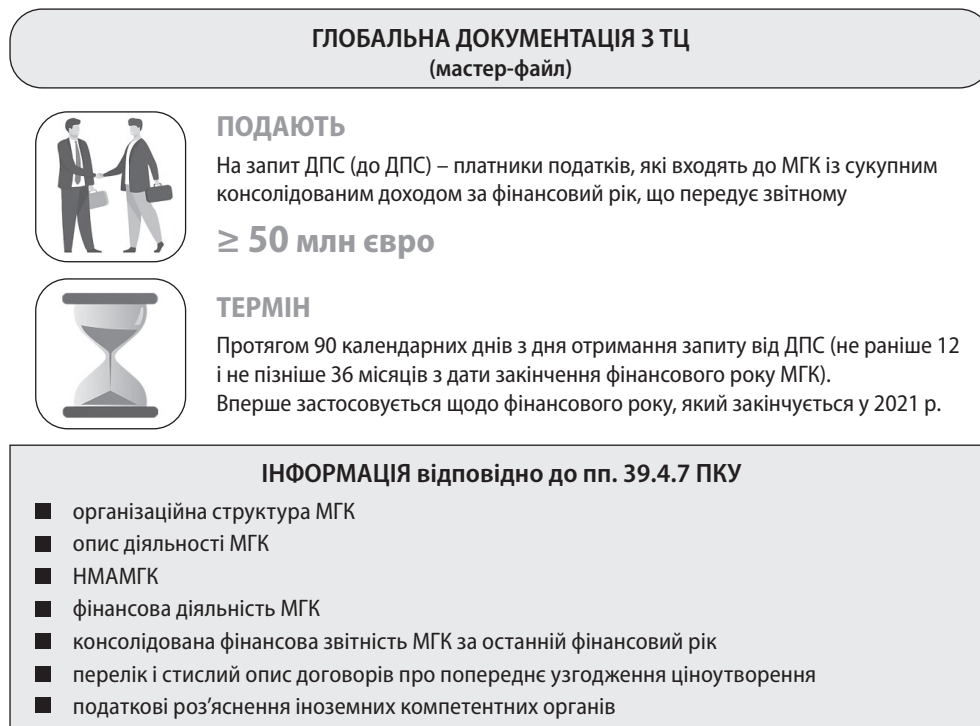 ГЛОБАЛЬНА ДОКУМЕНТАЦІЯ З ТЦ
(мастер-файл)
ПОДАЮТЬ
На запит ДПС (до ДПС) – платники податків, які входять до МГК із сукупним
консолідованим доходом за фінансовий рік, що передує звітному
≥ 50 млн євро
ТЕРМІН
Протягом 90 календарних днів з дня отримання запиту від ДПС (не раніше 12
і не пізніше 36 місяців з дати закінчення фінансового року МГК).
Вперше застосовується щодо фінансового року, який закінчується у 2021 р.
ІНФОРМАЦІЯ відповідно до пп. 39.4.7 ПКУ
■ організаційна структура МГК
■ опис діяльності МГК
■ НМАМГК
■ фінансова діяльність МГК
■ консолідована фінансова звітність МГК за останній фінансовий рік
■ перелік і стислий опис договорів про попереднє узгодження ціноутворення
■ податкові роз'яснення іноземних компетентних органів